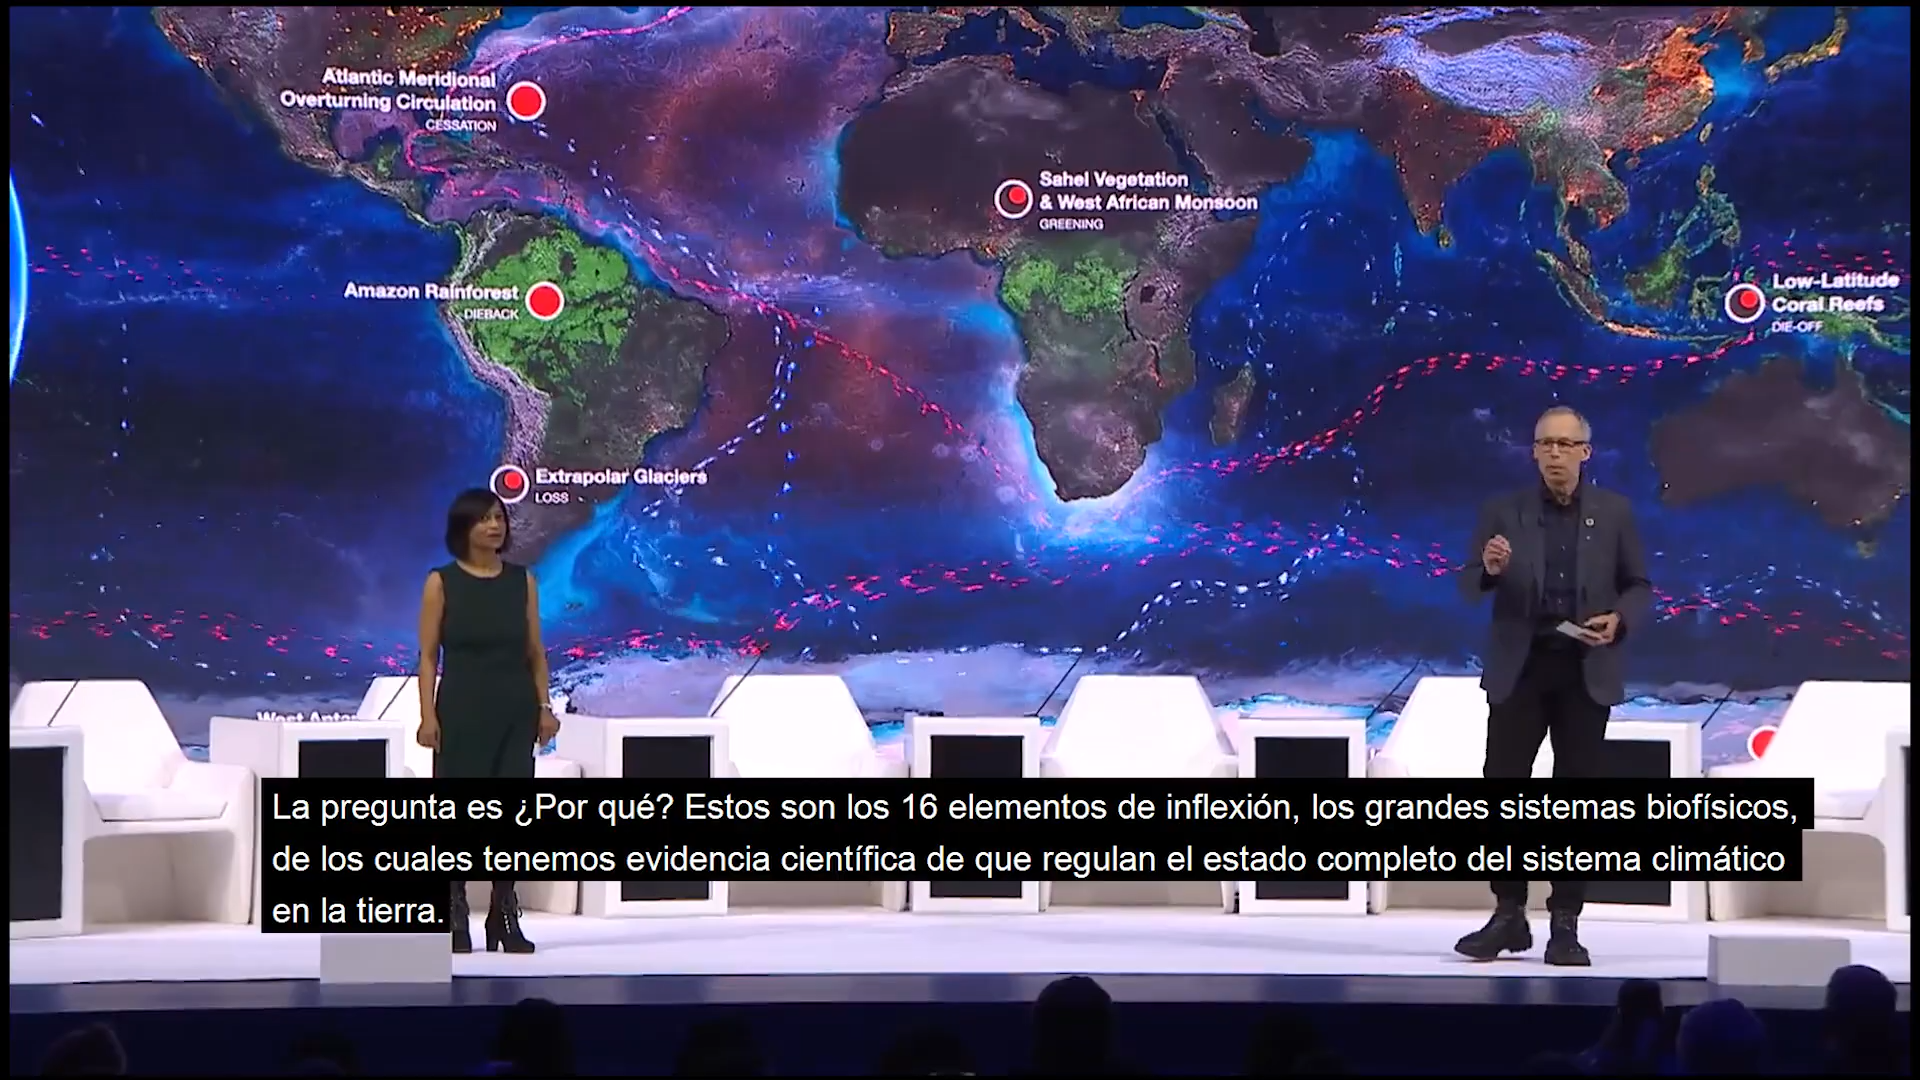 Atlantic Meridional
Overturning Circulation
CESSATION
Sahel Vegetation
& West African Monsoon
GREENING
Amazon Rainforest
DIEBACK
Low-Latitude
Coral Reefs
DIE-OFF
Extrapolar Glaciers
LOSS
West
La pregunta es ¿Por qué? Estos son los 16 elementos de inflexión, los grandes sistemas biofísicos,
de los cuales tenemos evidencia científica de que regulan el estado completo del sistema climático
en la tierra.